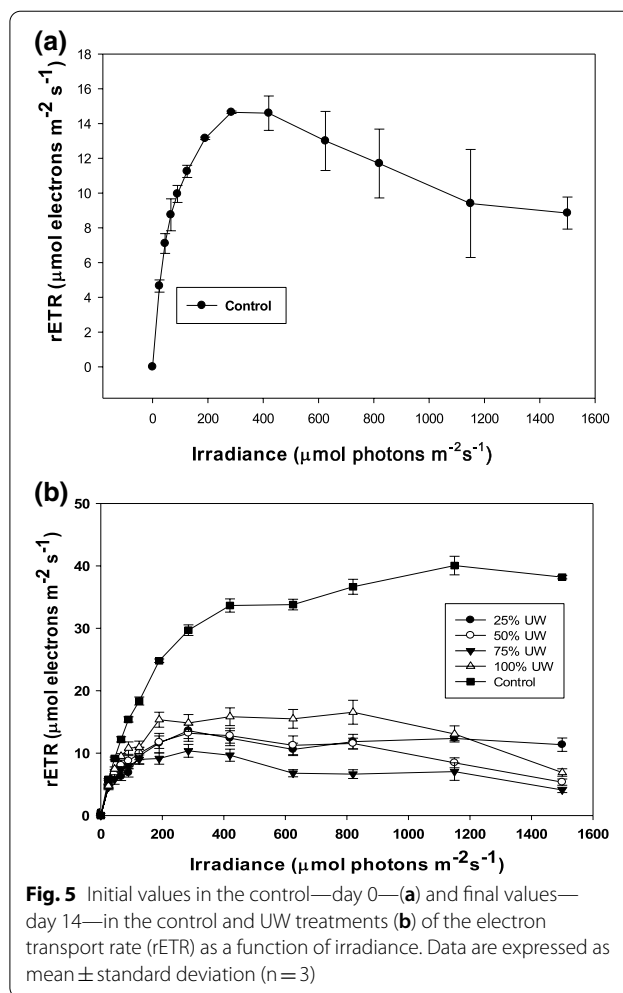 (a)
18
16
14
12
10
8
6
4
2
0
rETR (μmol electrons m⁻² s⁻¹)
Control
0 200 400 600 800 1000 1200 1400 1600
Irradiance (μmol photons m⁻²s⁻¹)
(b)
50
40
30
20
10
0
rETR (μmol electrons m⁻² s⁻¹)
25% UW
50% UW
75% UW
100% UW
Control
0 200 400 600 800 1000 1200 1400 1600
Irradiance (μmol photons m⁻²s⁻¹)
Fig. 5 Initial values in the control—day 0—(a) and final values—
day 14—in the control and UW treatments (b) of the electron
transport rate (rETR) as a function of irradiance. Data are expressed as
mean ± standard deviation (n = 3)